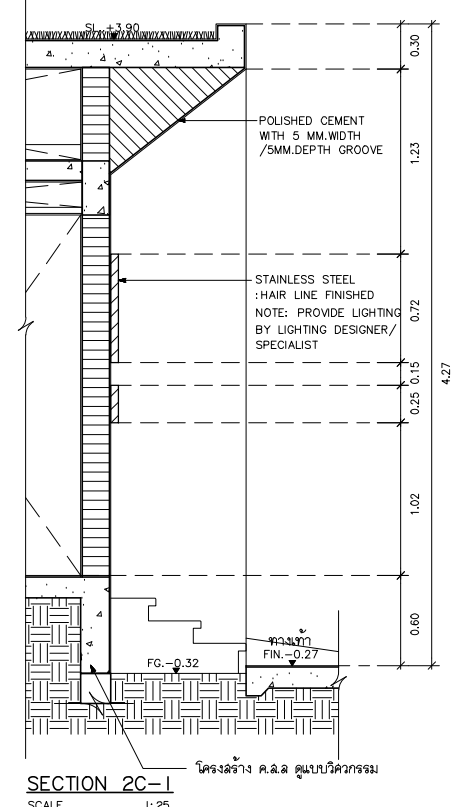 SL.+3.90
0.30
POLISHED CEMENT
WITH 5 MM.WIDTH
/5MM.DEPTH GROOVE
1.23
STAINLESS STEEL
:HAIR LINE FINISHED
NOTE: PROVIDE LIGHTING
BY LIGHTING DESIGNER/
SPECIALIST
0.72
0.15
4.27
0.25
1.02
0.60
ทางเท้า
FG.-0.32
FIN.-0.27
โครงสร้าง ค.ส.ล ดูแบบวิศวกรรม
SECTION 2C-1
SCALE 1:25